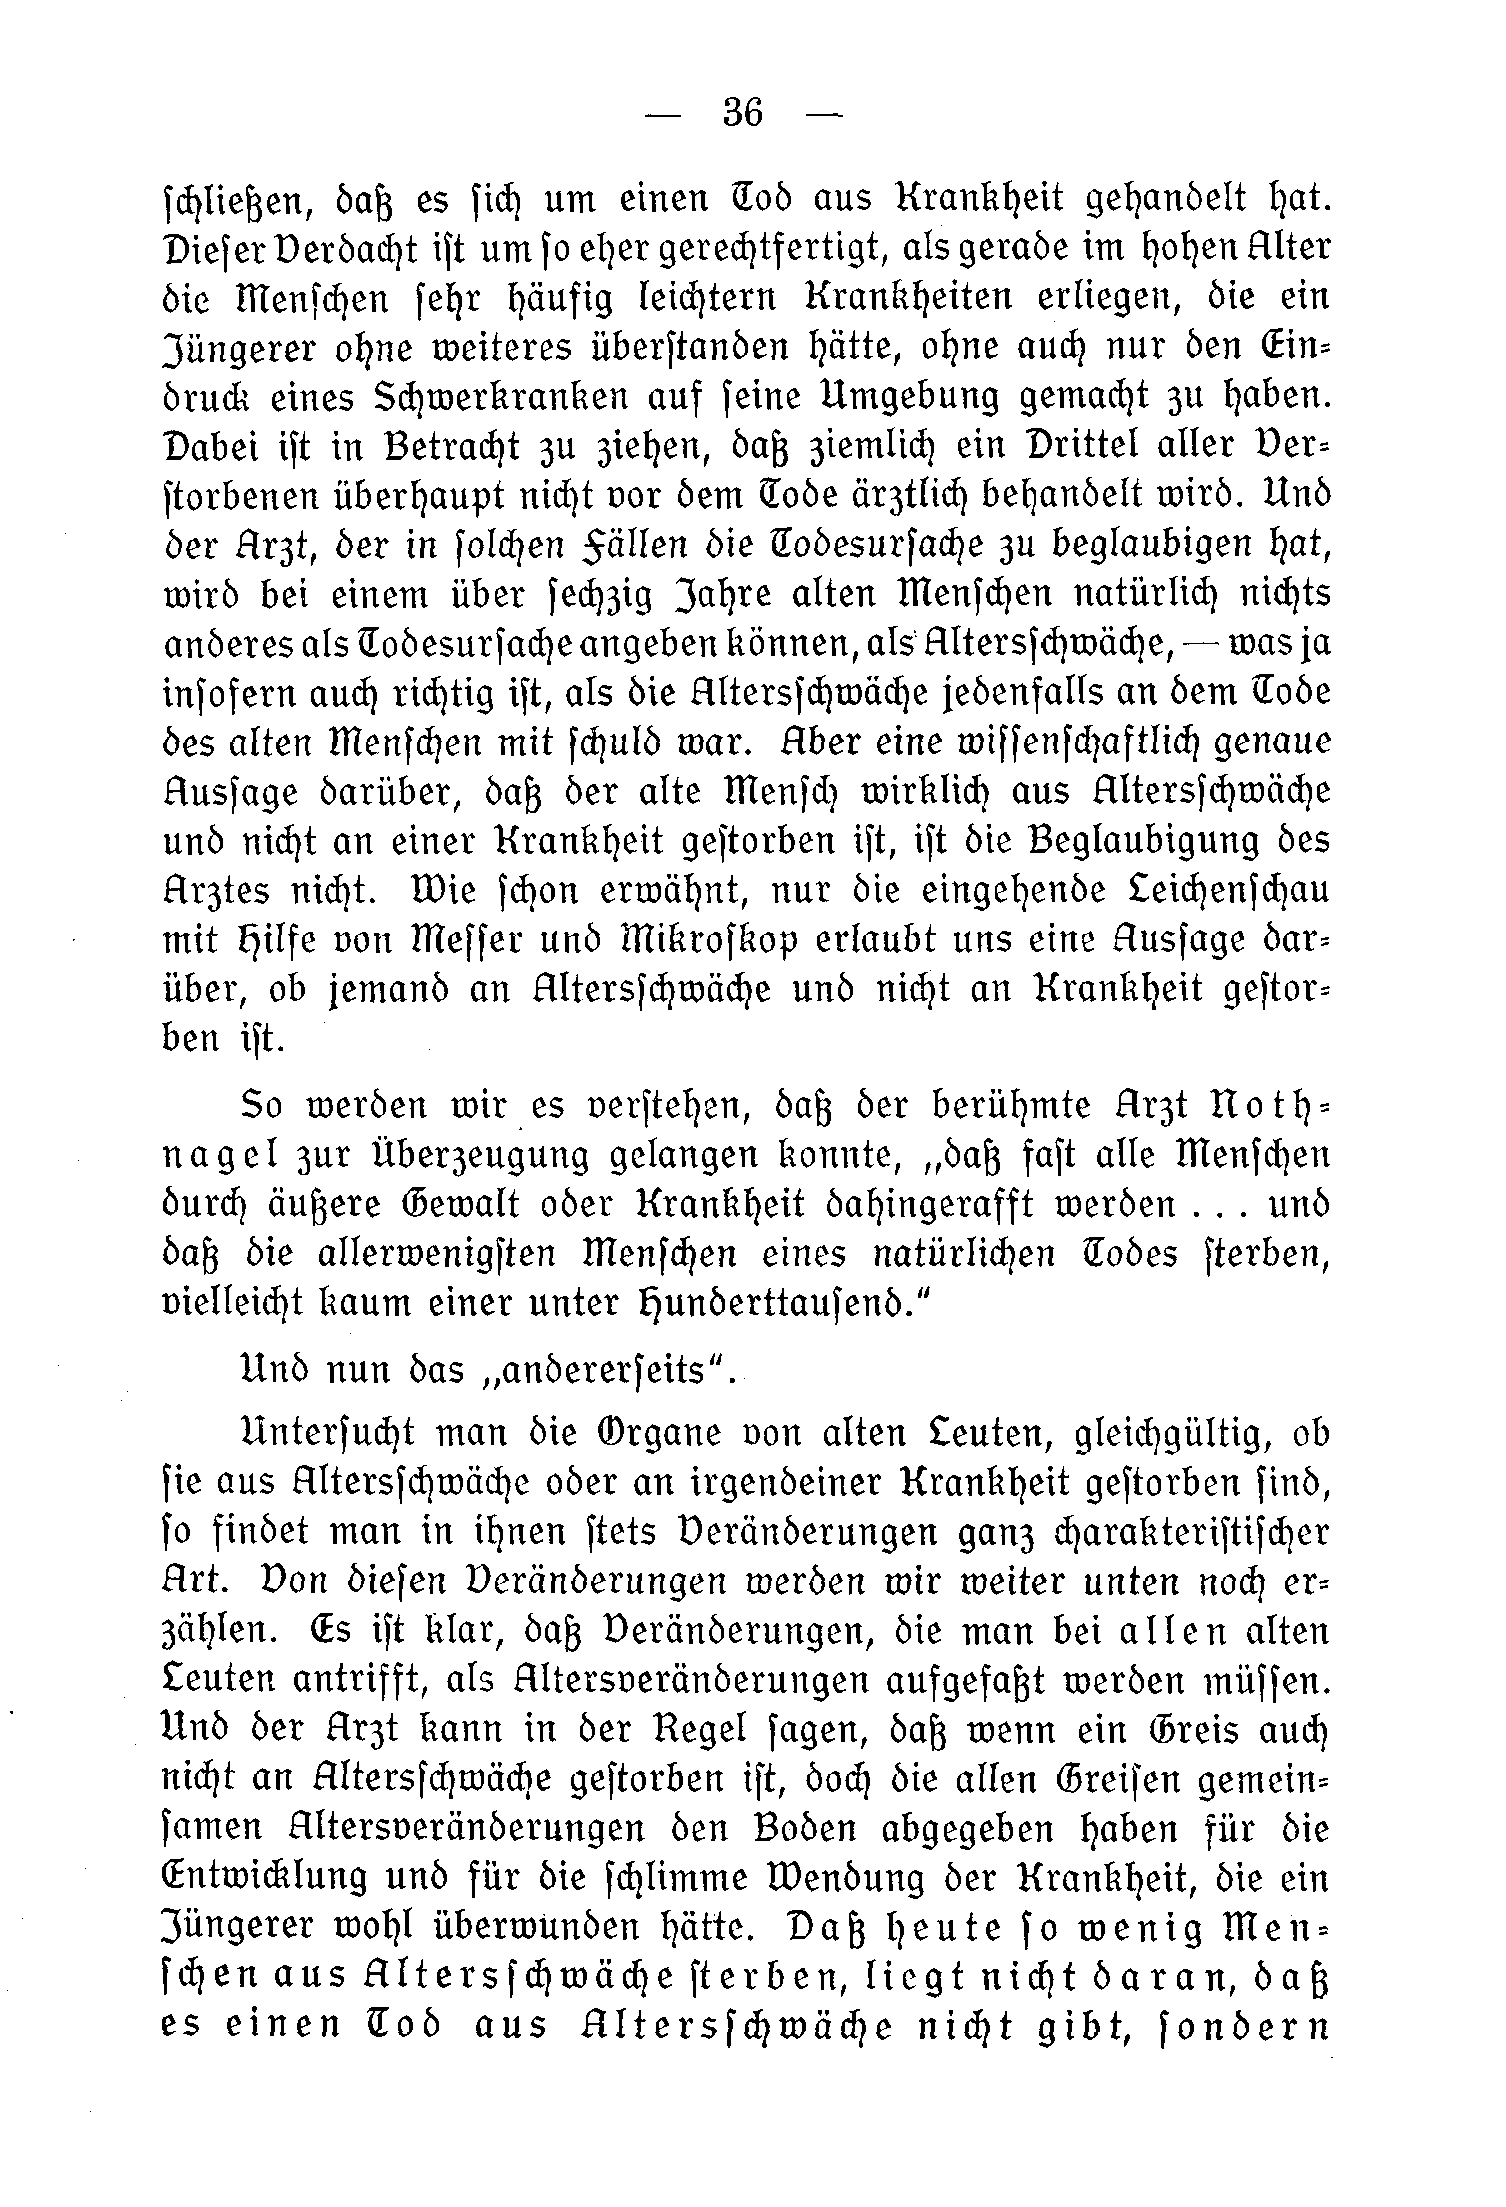 — 36 —
ſchließen, daß es ſich um einen Tod aus Krankheit gehandelt hat.
Dieſer Verdacht iſt um ſo eher gerechtfertigt, als gerade im hohen Alter
die Menſchen ſehr häufig leichtern Krankheiten erliegen, die ein
Jüngerer ohne weiteres überſtanden hätte, ohne auch nur den Ein-
druck eines Schwerkranken auf ſeine Umgebung gemacht zu haben.
Dabei iſt in Betracht zu ziehen, daß ziemlich ein Drittel aller Ver-
ſtorbenen überhaupt nicht vor dem Tode ärztlich behandelt wird. Und
der Arzt, der in ſolchen Fällen die Todesurſache zu beglaubigen hat,
wird bei einem über ſechzig Jahre alten Menſchen natürlich nichts
anderes als Todesurſache angeben können, als Altersſchwäche, — was ja
inſofern auch richtig iſt, als die Altersſchwäche jedenfalls an dem Tode
des alten Menſchen mit ſchuld war. Aber eine wiſſenſchaftlich genaue
Ausſage darüber, daß der alte Menſch wirklich aus Altersſchwäche
und nicht an einer Krankheit geſtorben iſt, iſt die Beglaubigung des
Arztes nicht. Wie ſchon erwähnt, nur die eingehende Leichenſchau
mit Hilfe von Meſſer und Mikroſkop erlaubt uns eine Ausſage dar-
über, ob jemand an Altersſchwäche und nicht an Krankheit geſtor-
ben iſt.
So werden wir es verſtehen, daß der berühmte Arzt Noth-
nagel zur Überzeugung gelangen konnte, „daß faſt alle Menſchen
durch äußere Gewalt oder Krankheit dahingerafft werden . . . und
daß die allerwenigſten Menſchen eines natürlichen Todes ſterben,
vielleicht kaum einer unter Hunderttauſend.“
Und nun das „andererſeits“.
Unterſucht man die Organe von alten Leuten, gleichgültig, ob
ſie aus Altersſchwäche oder an irgendeiner Krankheit geſtorben ſind,
ſo findet man in ihnen ſtets Veränderungen ganz charakteriſtiſcher
Art. Von dieſen Veränderungen werden wir weiter unten noch er-
zählen. Es iſt klar, daß Veränderungen, die man bei allen alten
Leuten antrifft, als Altersveränderungen aufgefaßt werden müſſen.
Und der Arzt kann in der Regel ſagen, daß wenn ein Greis auch
nicht an Altersſchwäche geſtorben iſt, doch die allen Greiſen gemein-
ſamen Altersveränderungen den Boden abgegeben haben für die
Entwicklung und für die ſchlimme Wendung der Krankheit, die ein
Jüngerer wohl überwunden hätte. Daß heute ſo wenig Men-
ſchen aus Altersſchwäche ſterben, liegt nicht daran, daß
es einen Tod aus Altersſchwäche nicht gibt, ſondern